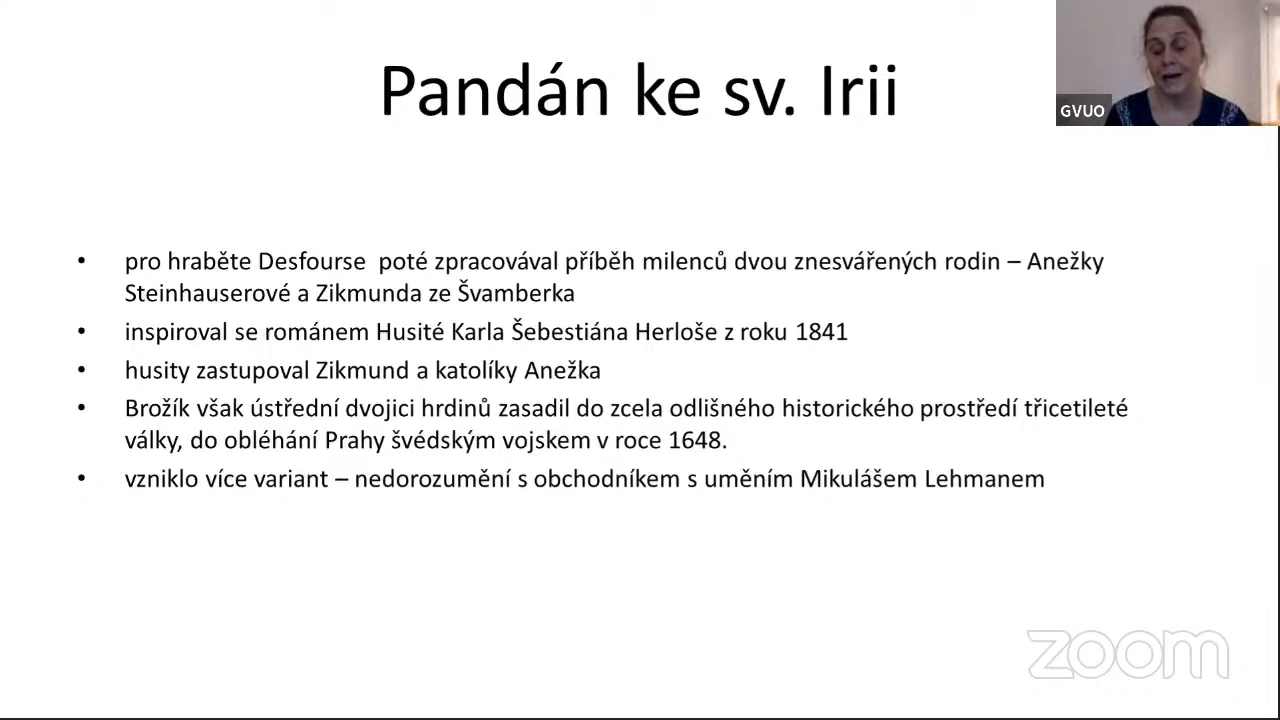 Pandán ke sv. Irii
GVUO
• pro hraběte Desfourse  poté zpracovával příběh milenců dvou znesvářených rodin – Anežky
Steinhauserové a Zikmunda ze Švamberka
• inspiroval se románem Husité Karla Šebestiána Herloše z roku 1841
• husity zastupoval Zikmund a katolíky Anežka
• Brožík však ústřední dvojici hrdinů zasadil do zcela odlišného historického prostředí třicetileté
války, do obléhání Prahy švédským vojskem v roce 1648.
• vzniklo více variant – nedorozumění s obchodníkem s uměním Mikulášem Lehmanem
zoom